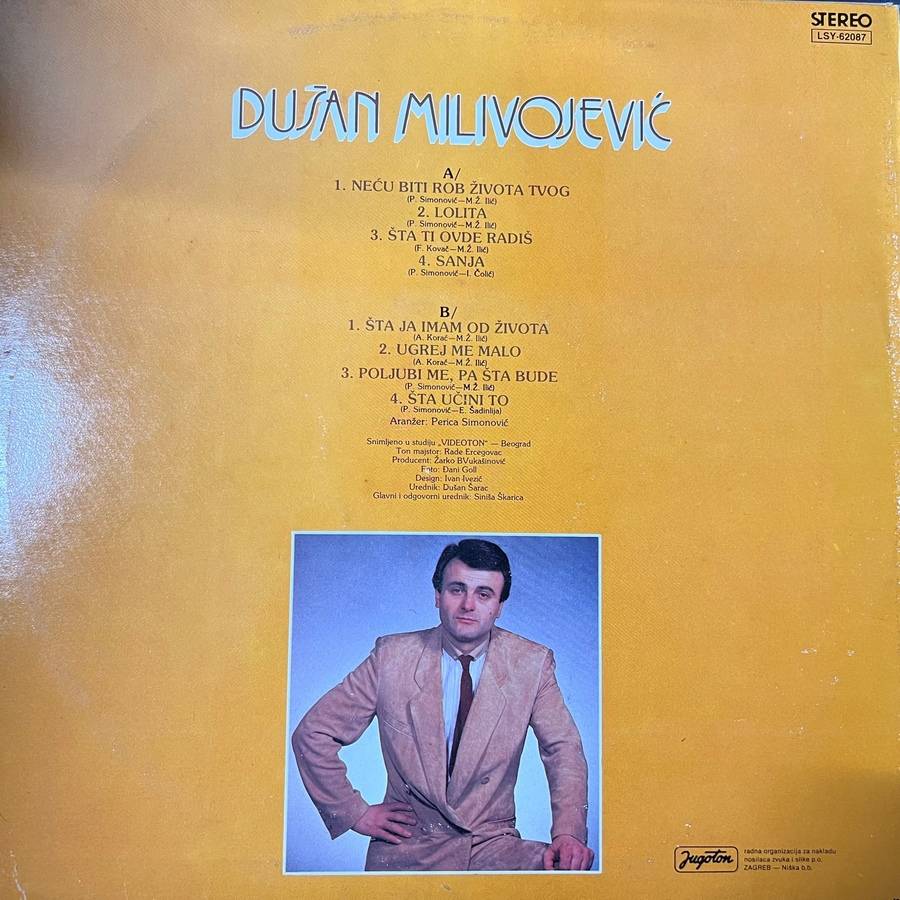 STEREO
LSY-62087
DUŠAN MILIVOJEVIĆ
A/
1. NEĆU BITI ROB ŽIVOTA TVOG
(P. Simonović—M.Ž. Ilić)
2. LOLITA
(P. Simonović—M.Ž. Ilić)
3. ŠTA TI OVDE RADIŠ
(F. Kovač—M.Ž. Ilić)
4. SANJA
(P. Simonović—I. Čolić)
B/
1. ŠTA JA IMAM OD ŽIVOTA
(A. Korać—M.Ž. Ilić)
2. UGREJ ME MALO
(A. Korać—M.Ž. Ilić)
3. POLJUBI ME, PA ŠTA BUDE
(P. Simonović—M.Ž. Ilić)
4. ŠTA UČINI TO
(P. Simonović—E. Šadinlija)
Aranžer: Perica Simonović
Snimljeno u studiju „VIDEOTON“ — Beograd
Ton majstor: Rade Ercegovac
Producent: Žarko BVukašinović
Foto: Đani Goll
Design: Ivan Ivezić
Urednik: Dušan Šarac
Glavni i odgovorni urednik: Siniša Škarica
Jugoton
radna organizacija za nakladu
nosilaca zvuka i slike p.o.
ZAGREB — Niška b.b.